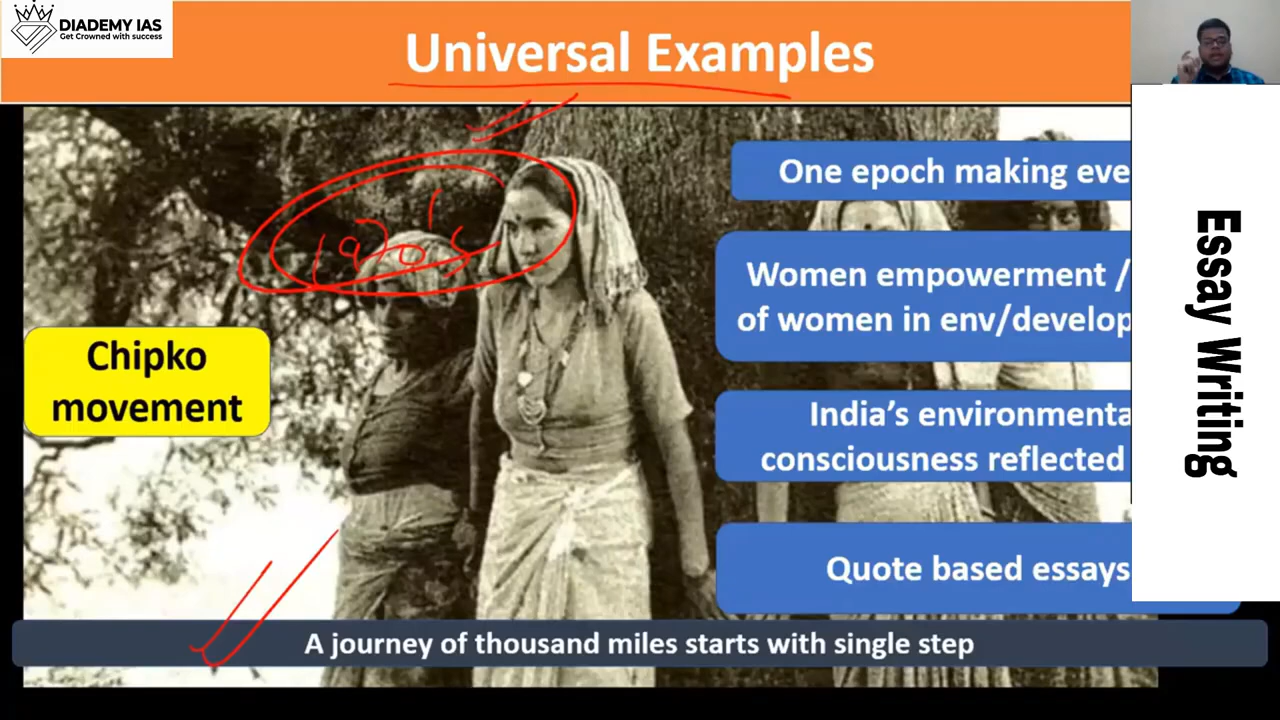 DIADEMY IAS
Get Crowned with success
Universal Examples
1970's
Chipko
movement
One epoch making eve
Women empowerment /
of women in env/develop
India's environmenta
consciousness reflected
Quote based essays
A journey of thousand miles starts with single step
Essay Writing